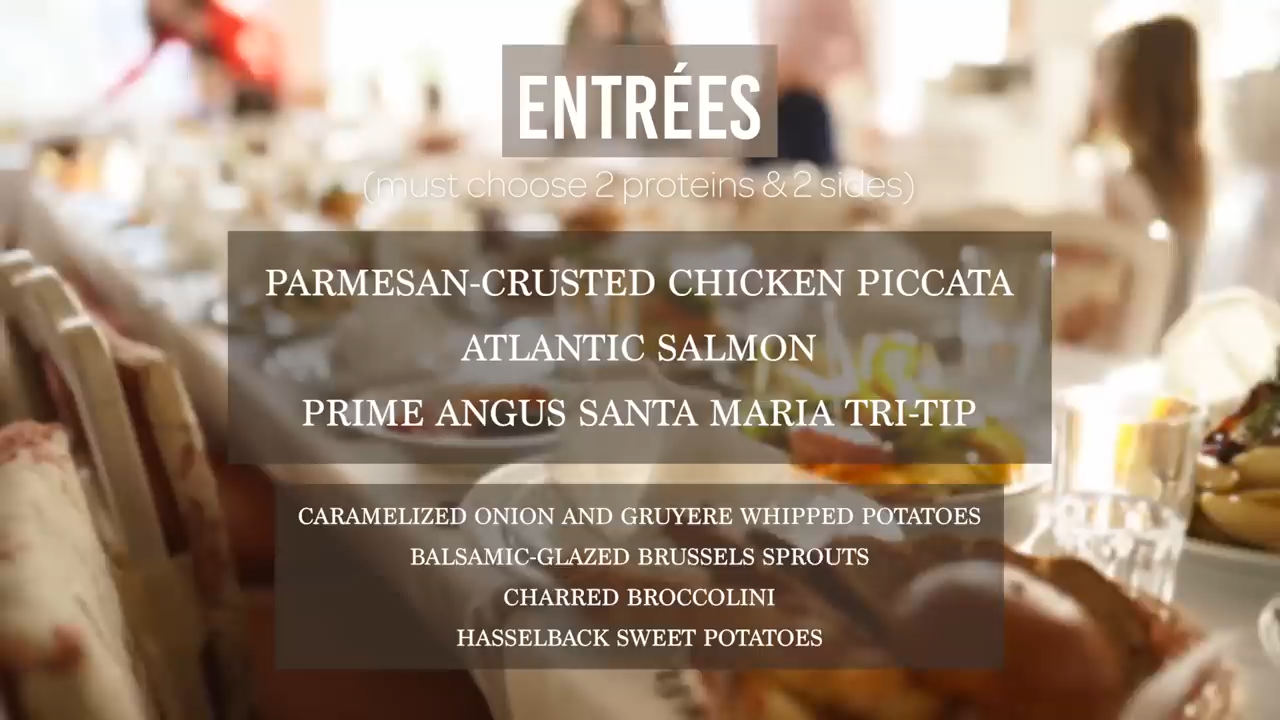 ENTRÉES
(must choose 2 proteins & 2 sides)
PARMESAN-CRUSTED CHICKEN PICCATA
ATLANTIC SALMON
PRIME ANGUS SANTA MARIA TRI-TIP
CARAMELIZED ONION AND GRUYERE WHIPPED POTATOES
BALSAMIC-GLAZED BRUSSELS SPROUTS
CHARRED BROCCOLINI
HASSELBACK SWEET POTATOES